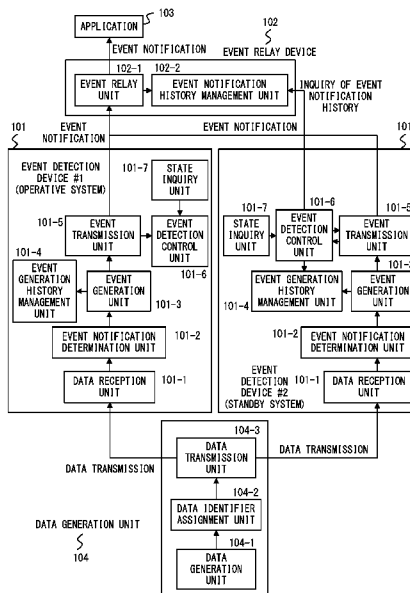 APPLICATION
103
102
EVENT NOTIFICATION
EVENT RELAY DEVICE
102-1
102-2
EVENT RELAY
UNIT
EVENT NOTIFICATION
HISTORY MANAGEMENT UNIT
INQUIRY OF EVENT
NOTIFICATION
HISTORY
101
EVENT
NOTIFICATION
EVENT NOTIFICATION
101
EVENT DETECTION
DEVICE #1
(OPERATIVE SYSTEM)
101-7
STATE
INQUIRY
UNIT
101-5
EVENT
TRANSMISSION
UNIT
EVENT
DETECTION
CONTROL
UNIT
101-6
101-4
EVENT
GENERATION
HISTORY
MANAGEMENT
UNIT
EVENT
GENERATION
UNIT
101-3
101-2
EVENT NOTIFICATION
DETERMINATION UNIT
101-1
DATA RECEPTION
UNIT
101-6
101-7
101-5
STATE
INQUIRY
UNIT
EVENT
DETECTION
CONTROL
UNIT
EVENT
TRANSMISSION
UNIT
101-3
EVENT GENERATION
HISTORY
MANAGEMENT UNIT
101-4
EVENT
GENERATION
UNIT
101-2
EVENT NOTIFICATION
DETERMINATION UNIT
EVENT
DETECTION
DEVICE #2
(STANDBY SYSTEM)
101-1
DATA RECEPTION
UNIT
104-3
DATA
TRANSMISSION
UNIT
DATA TRANSMISSION
DATA TRANSMISSION
104-2
DATA IDENTIFIER
ASSIGNMENT UNIT
104-1
DATA
GENERATION
UNIT
DATA GENERATION UNIT
104